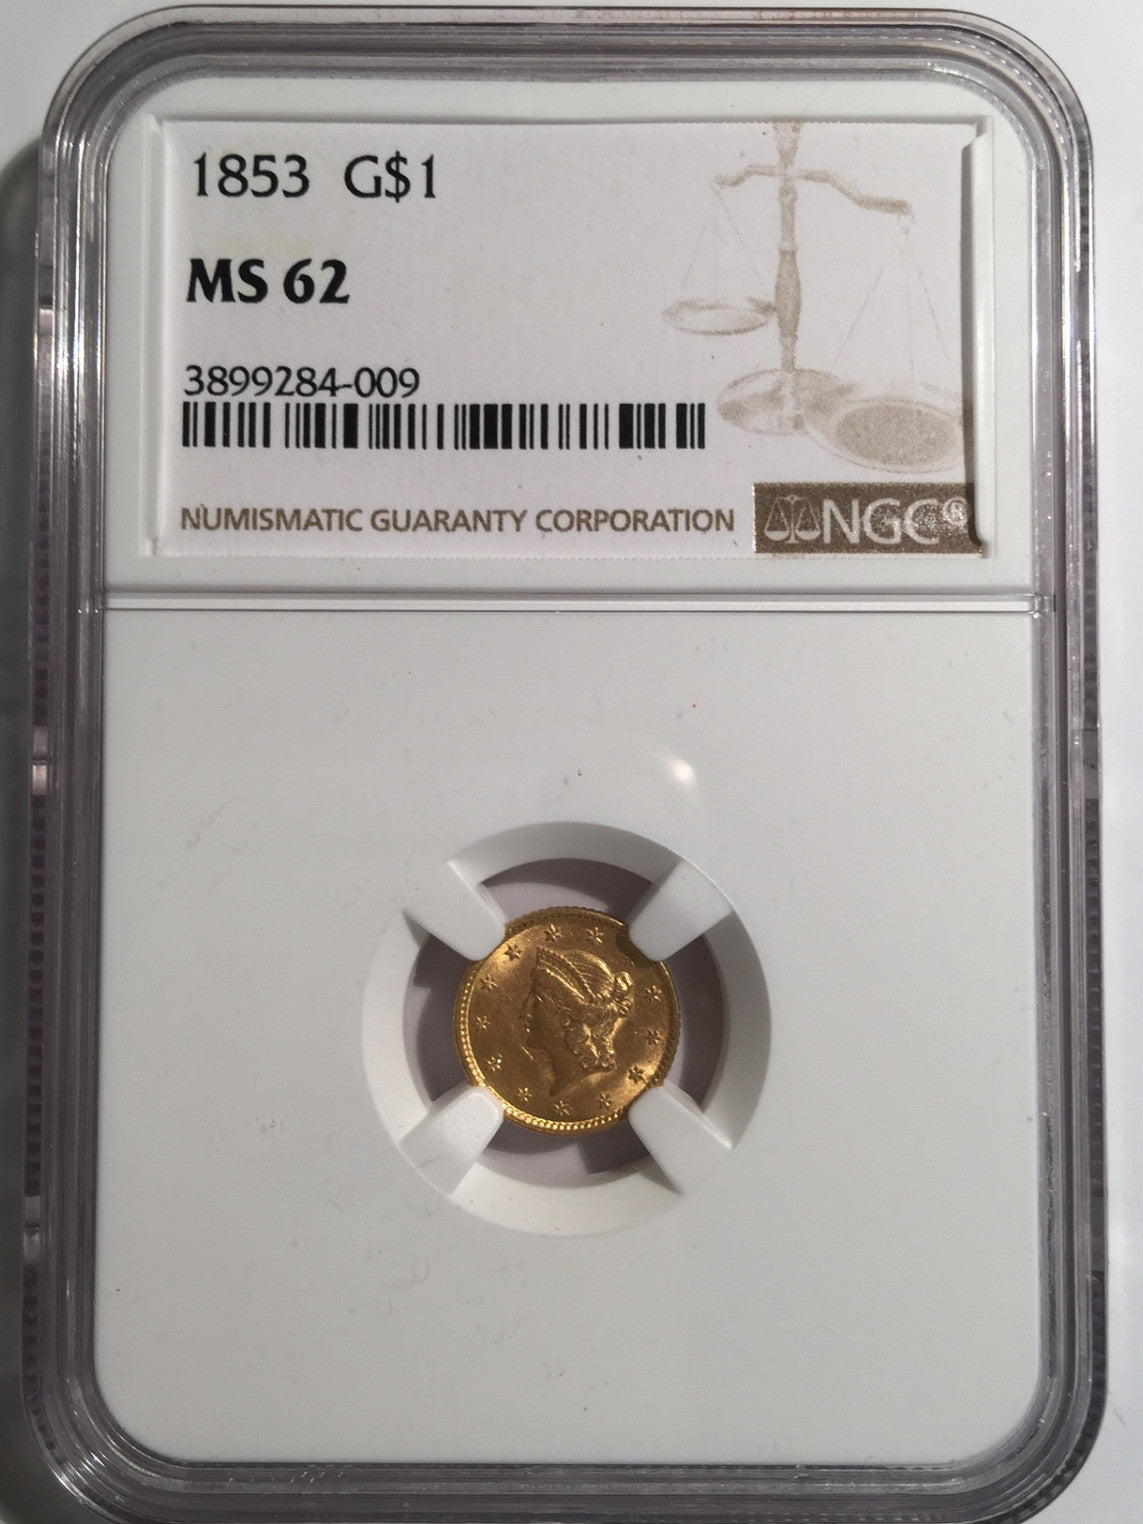 1853 G$1
MS 62
3899284-009
NUMISMATIC GUARANTY CORPORATION NGC®